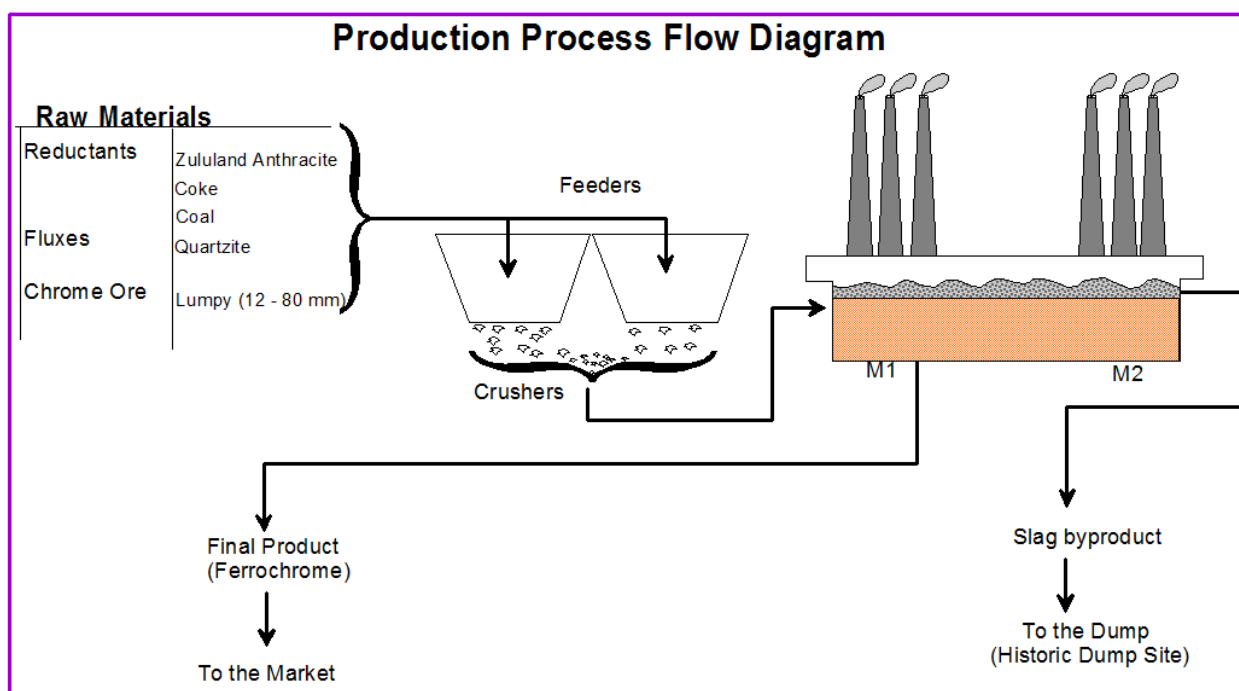 Production Process Flow Diagram
Raw Materials
Reductants
Zululand Anthracite
Coke
Coal
Fluxes
Quartzite
Chrome Ore
Lumpy (12 - 80 mm)
Feeders
Crushers
M1
M2
Final Product
(Ferrochrome)
To the Market
Slag byproduct
To the Dump
(Historic Dump Site)